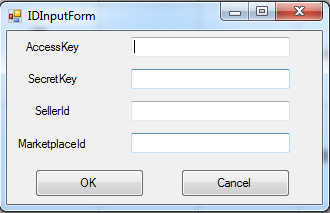 IDInputForm
AccessKey
SecretKey
SellerId
MarketplaceId
OK
Cancel